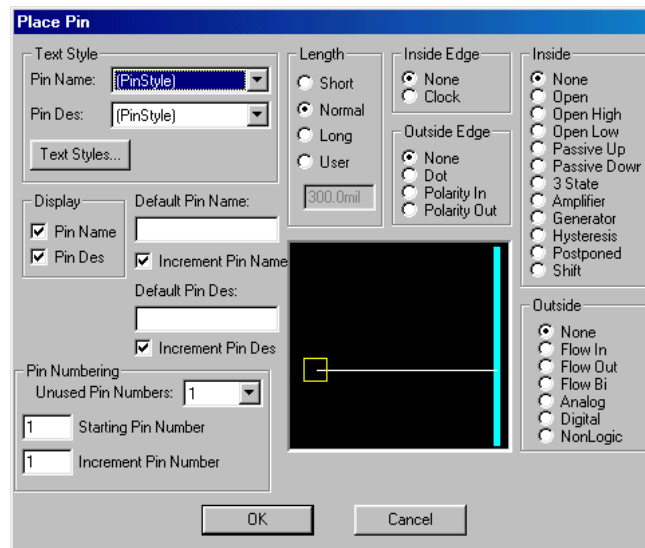 Place Pin
Text Style
Pin Name: (PinStyle)
Pin Des: (PinStyle)
Text Styles...
Length
Short
Normal
Long
User
300.0mil
Inside Edge
None
Clock
Outside Edge
None
Dot
Polarity In
Polarity Out
Inside
None
Open
Open High
Open Low
Passive Up
Passive Down
3 State
Amplifier
Generator
Hysteresis
Postponed
Shift
Display
Pin Name
Pin Des
Default Pin Name:
Increment Pin Name
Default Pin Des:
Increment Pin Des
Outside
None
Flow In
Flow Out
Flow Bi
Analog
Digital
NonLogic
Pin Numbering
Unused Pin Numbers: 1
1 Starting Pin Number
1 Increment Pin Number
OK
Cancel